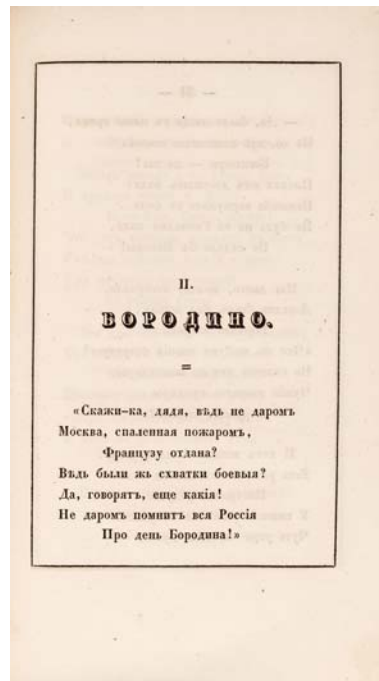 II.
БОРОДИНО.
=
«Скажи-ка, дядя, вѣдь не даромъ
Москва, спаленная пожаромъ,
Французу отдана?
Вѣдь были жь схватки боевыя?
Да, говорятъ, еще какія!
Не даромъ помнитъ вся Россія
Про день Бородина!»